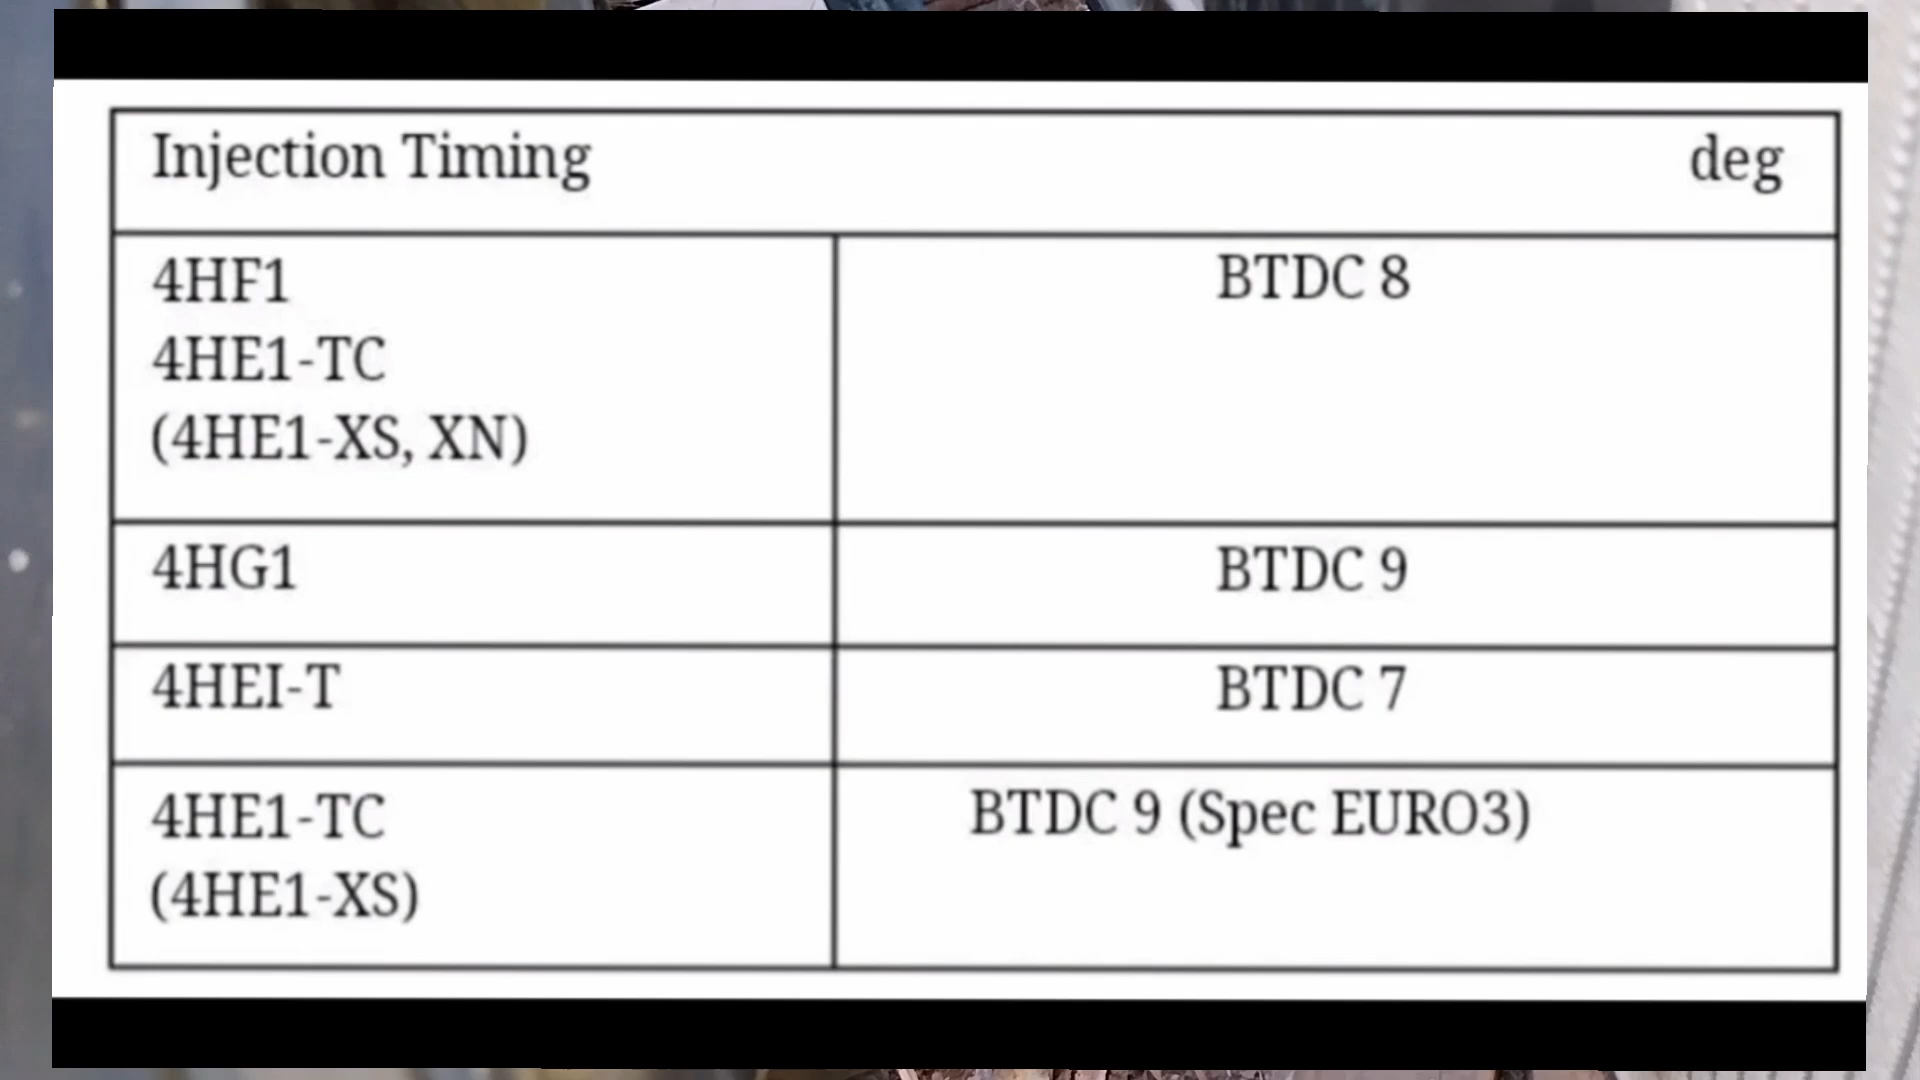 Injection Timing deg
4HF1 BTDC 8
4HE1-TC
(4HE1-XS, XN)
4HG1 BTDC 9
4HEI-T BTDC 7
4HE1-TC BTDC 9 (Spec EURO3)
(4HE1-XS)